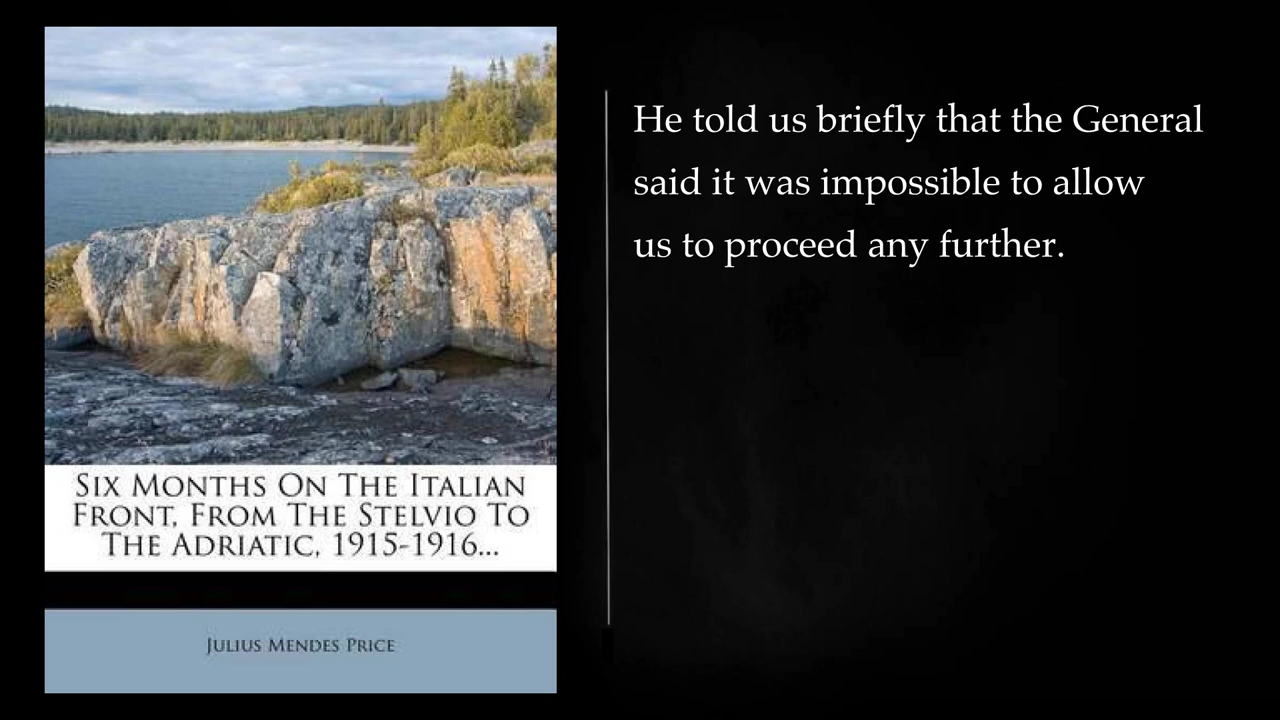 He told us briefly that the General
said it was impossible to allow
us to proceed any further.
Six Months On The Italian
Front, From The Stelvio To
The Adriatic, 1915-1916...
Julius Mendes Price